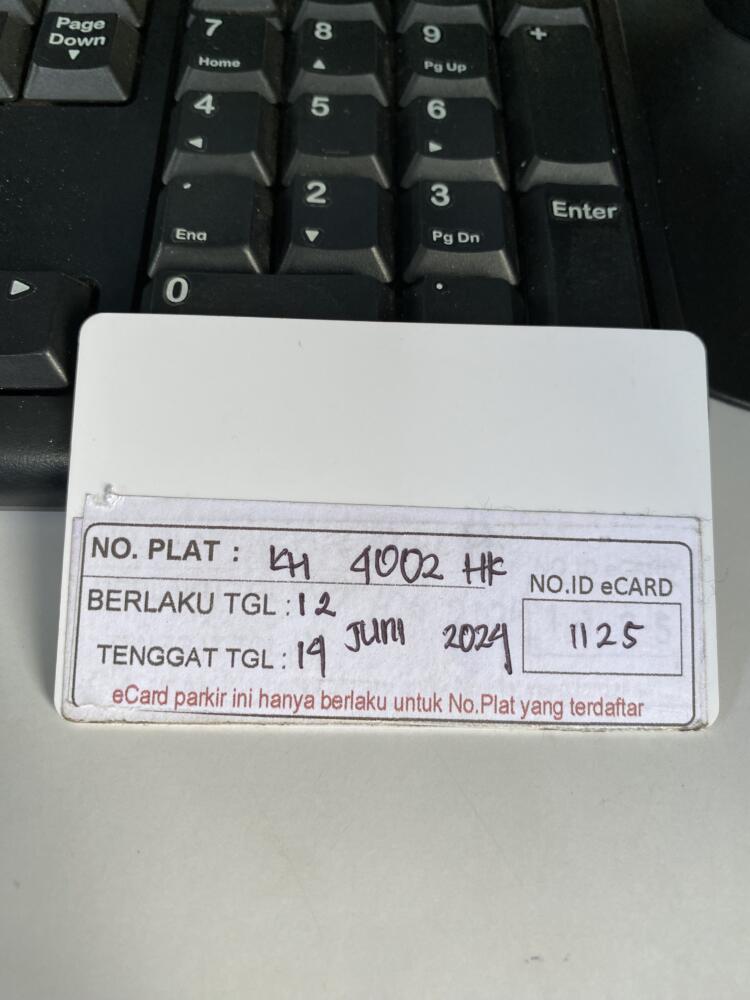 Page Down
7 Home
8
9 Pg Up
+
4
5
6
End
2
3 Pg Dn
Enter
0
.
NO. PLAT : KH 4002 HK
NO.ID eCARD
BERLAKU TGL : 12
1125
JUNI 2024
TENGGAT TGL : 14
eCard parkir ini hanya berlaku untuk No.Plat yang terdaftar